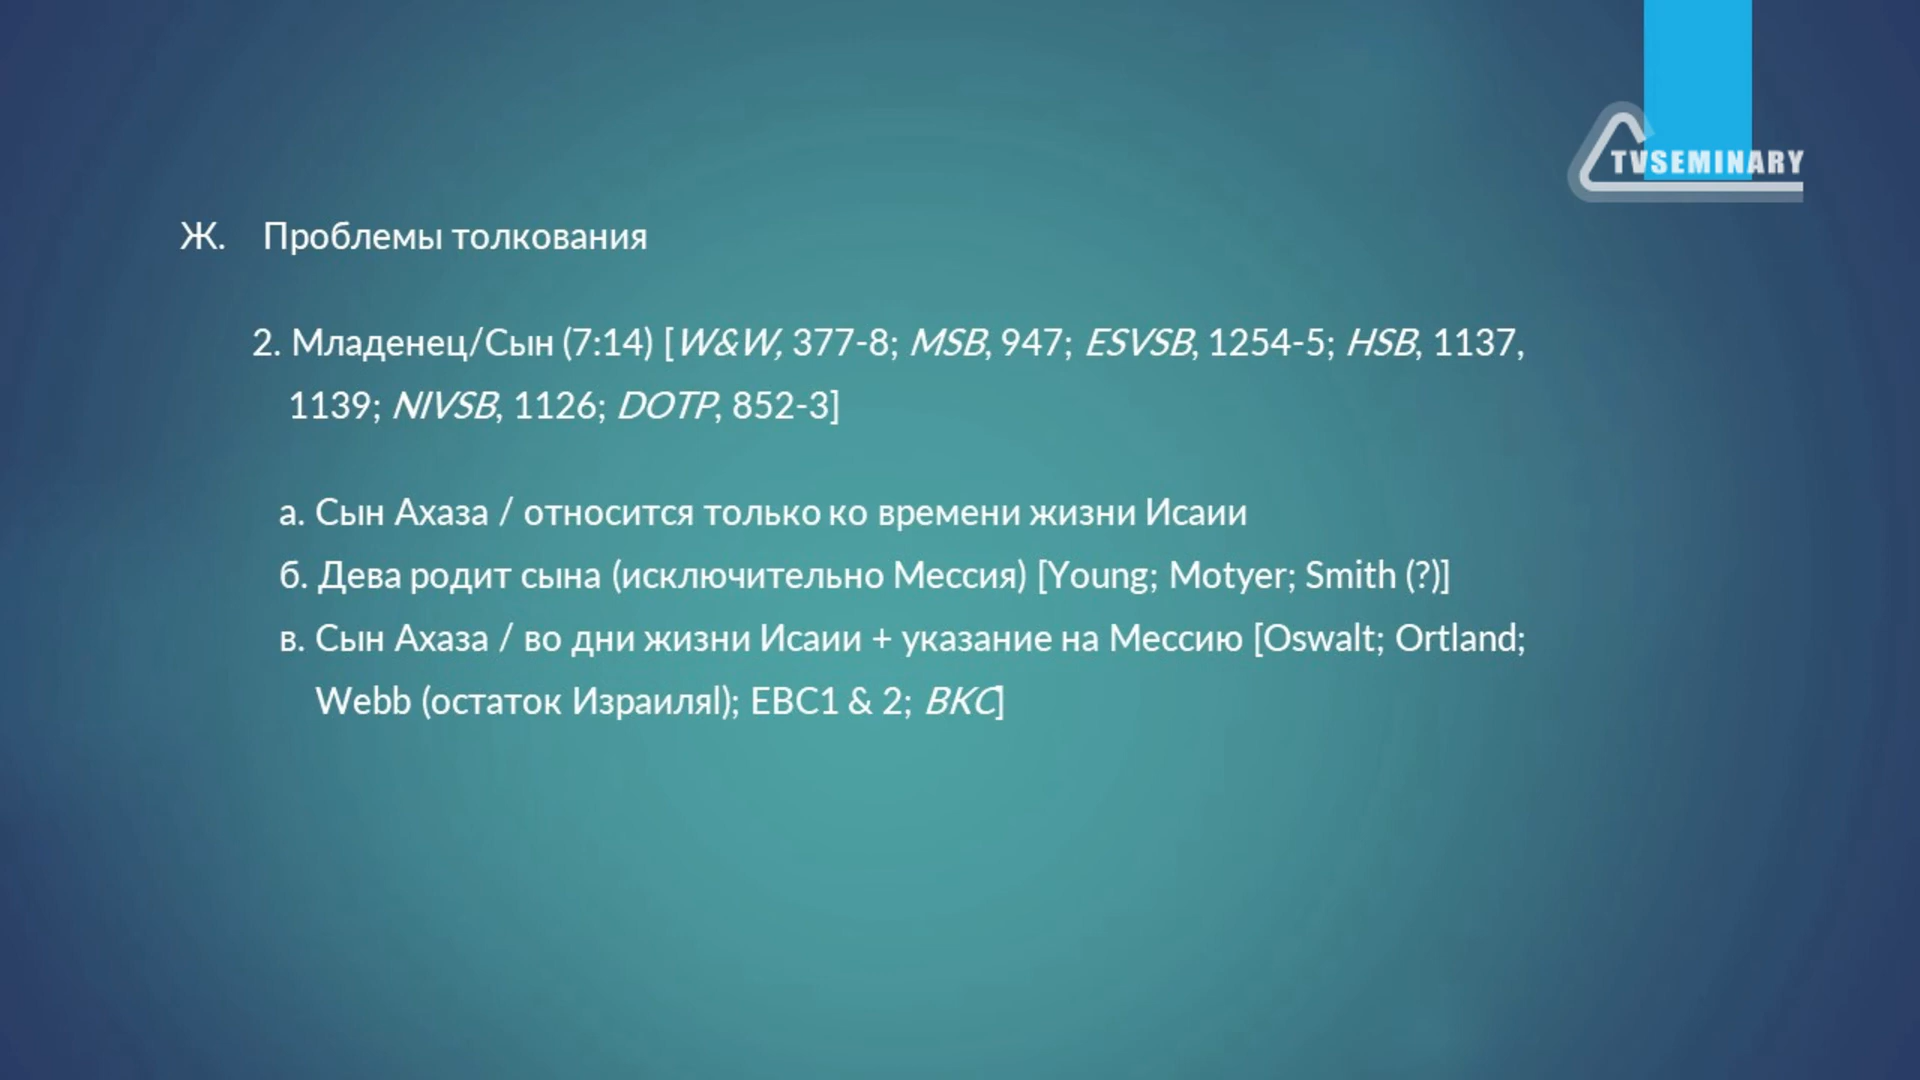 TVSEMINARY
Ж. Проблемы толкования
2. Младенец/Сын (7:14) [W&W, 377-8; MSB, 947; ESVSB, 1254-5; HSB, 1137,
1139; NIVSB, 1126; DOTP, 852-3]
а. Сын Ахаза / относится только ко времени жизни Исаии
б. Дева родит сына (исключительно Мессия) [Young; Motyer; Smith (?)]
в. Сын Ахаза / во дни жизни Исаии + указание на Мессию [Oswalt; Ortland;
Webb (остаток Израиляl); EBC1 & 2; BKC]